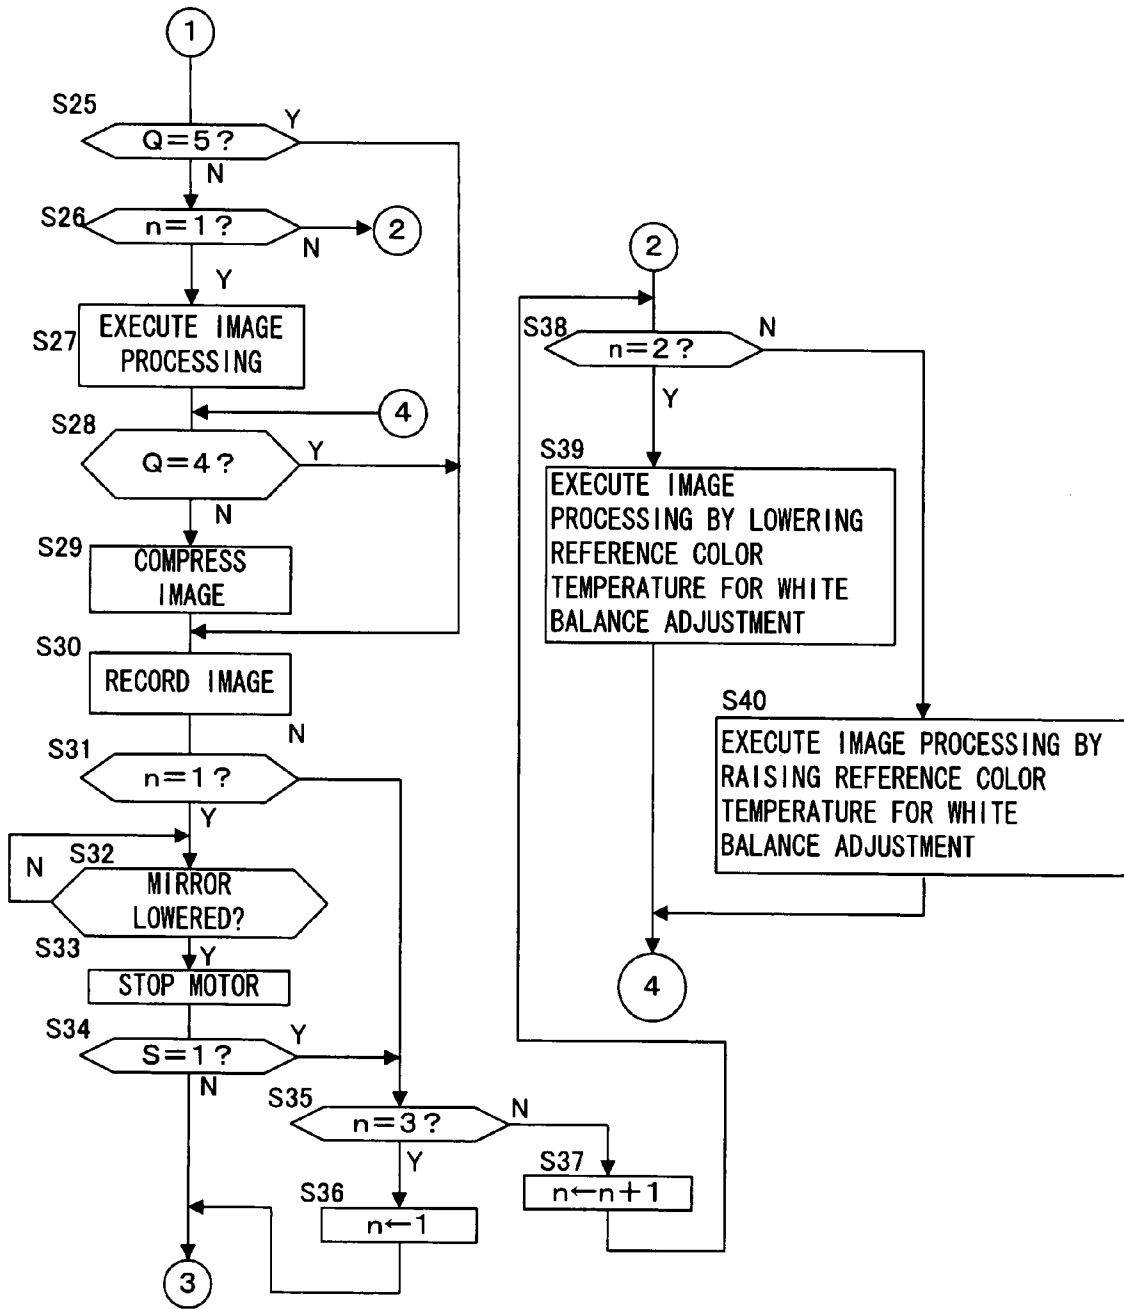 1
S25
Q=5?
Y
N
S26
n=1?
N
2
Y
S27
EXECUTE IMAGE
PROCESSING
4
S28
Q=4?
Y
N
S29
COMPRESS
IMAGE
S30
RECORD IMAGE
N
S31
n=1?
Y
N
S32
MIRROR
LOWERED?
S33
Y
STOP MOTOR
S34
S=1?
Y
N
S35
n=3?
N
Y
S36
n←1
S37
n←n+1
3
2
S38
n=2?
N
Y
S39
EXECUTE IMAGE
PROCESSING BY LOWERING
REFERENCE COLOR
TEMPERATURE FOR WHITE
BALANCE ADJUSTMENT
S40
EXECUTE IMAGE PROCESSING BY
RAISING REFERENCE COLOR
TEMPERATURE FOR WHITE
BALANCE ADJUSTMENT
4